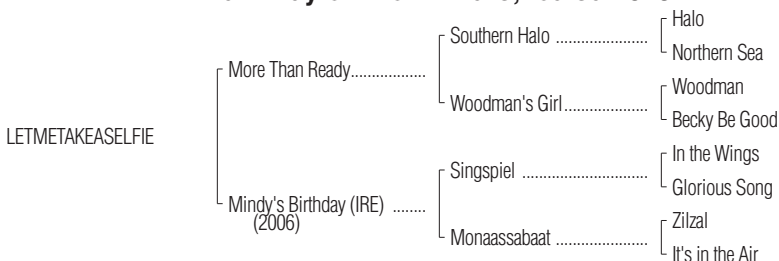 Halo
Southern Halo
Northern Sea
More Than Ready
Woodman
Woodman's Girl
Becky Be Good
LETMETAKEASELFIE
In the Wings
Singspiel
Glorious Song
Mindy's Birthday (IRE)
(2006)
Zilzal
Monaassabaat
It's in the Air